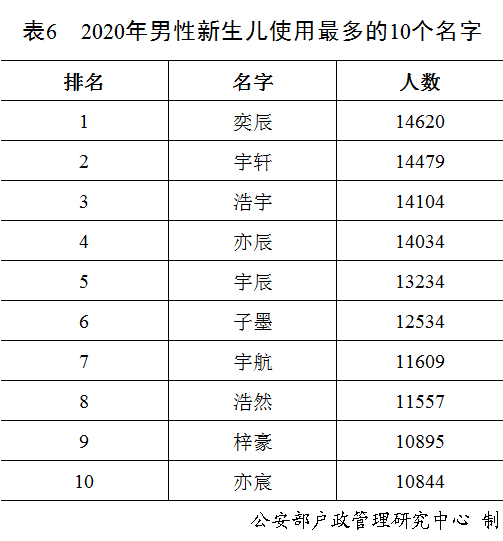 表6 2020年男性新生儿使用最多的10个名字
排名 名字 人数
1 奕辰 14620
2 宇轩 14479
3 浩宇 14104
4 亦辰 14034
5 宇辰 13234
6 子墨 12534
7 宇航 11609
8 浩然 11557
9 梓豪 10895
10 亦宸 10844
公安部户政管理研究中心 制